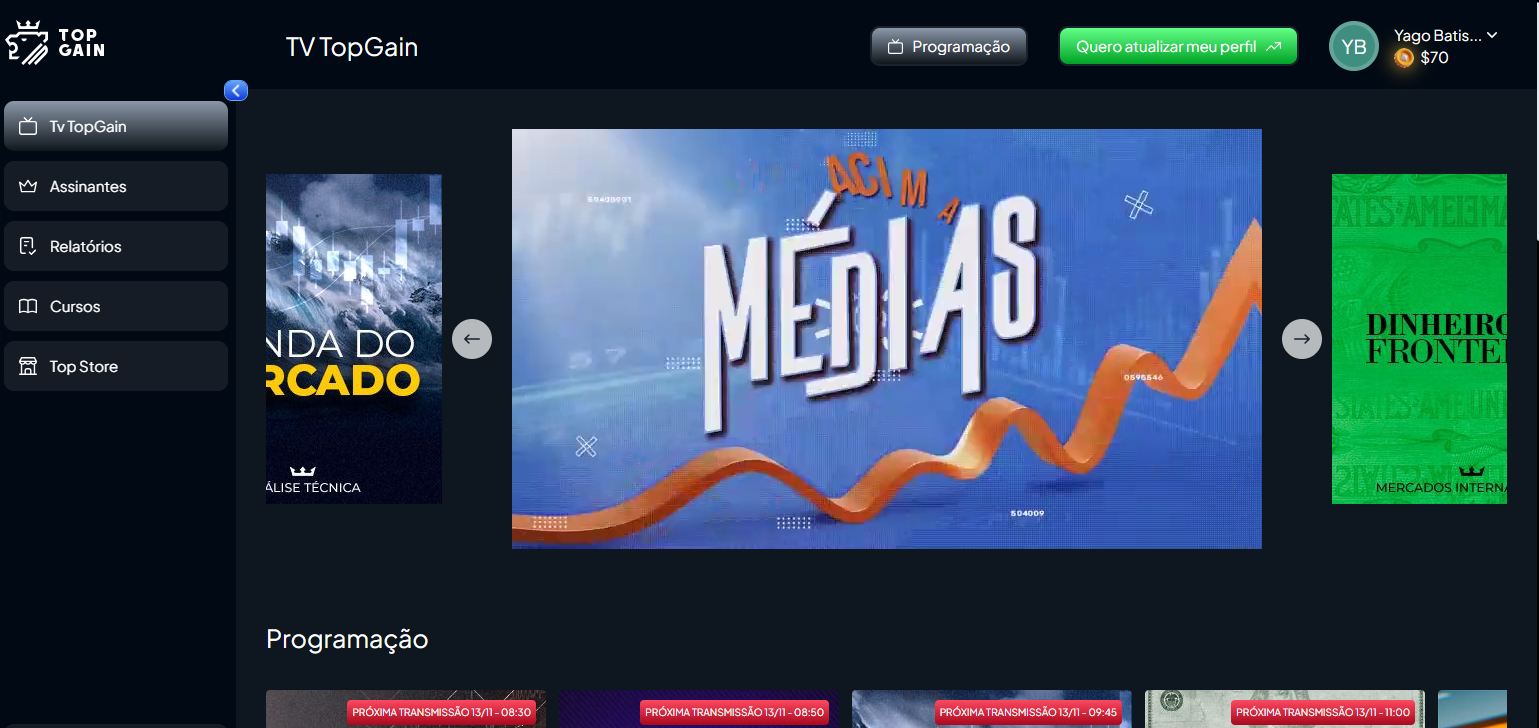 TOP
GAIN
TV TopGain
Programação
Quero atualizar meu perfil
YB
Yago Batis...
$70
Tv TopGain
Assinantes
Relatórios
Cursos
Top Store
NDA DO
RCADO
ÁLISE TÉCNICA
ACIMA
MÉDIAS
0595546
504009
DINHEIRO
FRONTEI
MERCADOS INTERNA
Programação
PRÓXIMA TRANSMISSÃO 13/11 - 08:30
PRÓXIMA TRANSMISSÃO 13/11 - 08:50
PRÓXIMA TRANSMISSÃO 13/11 - 09:45
PRÓXIMA TRANSMISSÃO 13/11 - 11:00